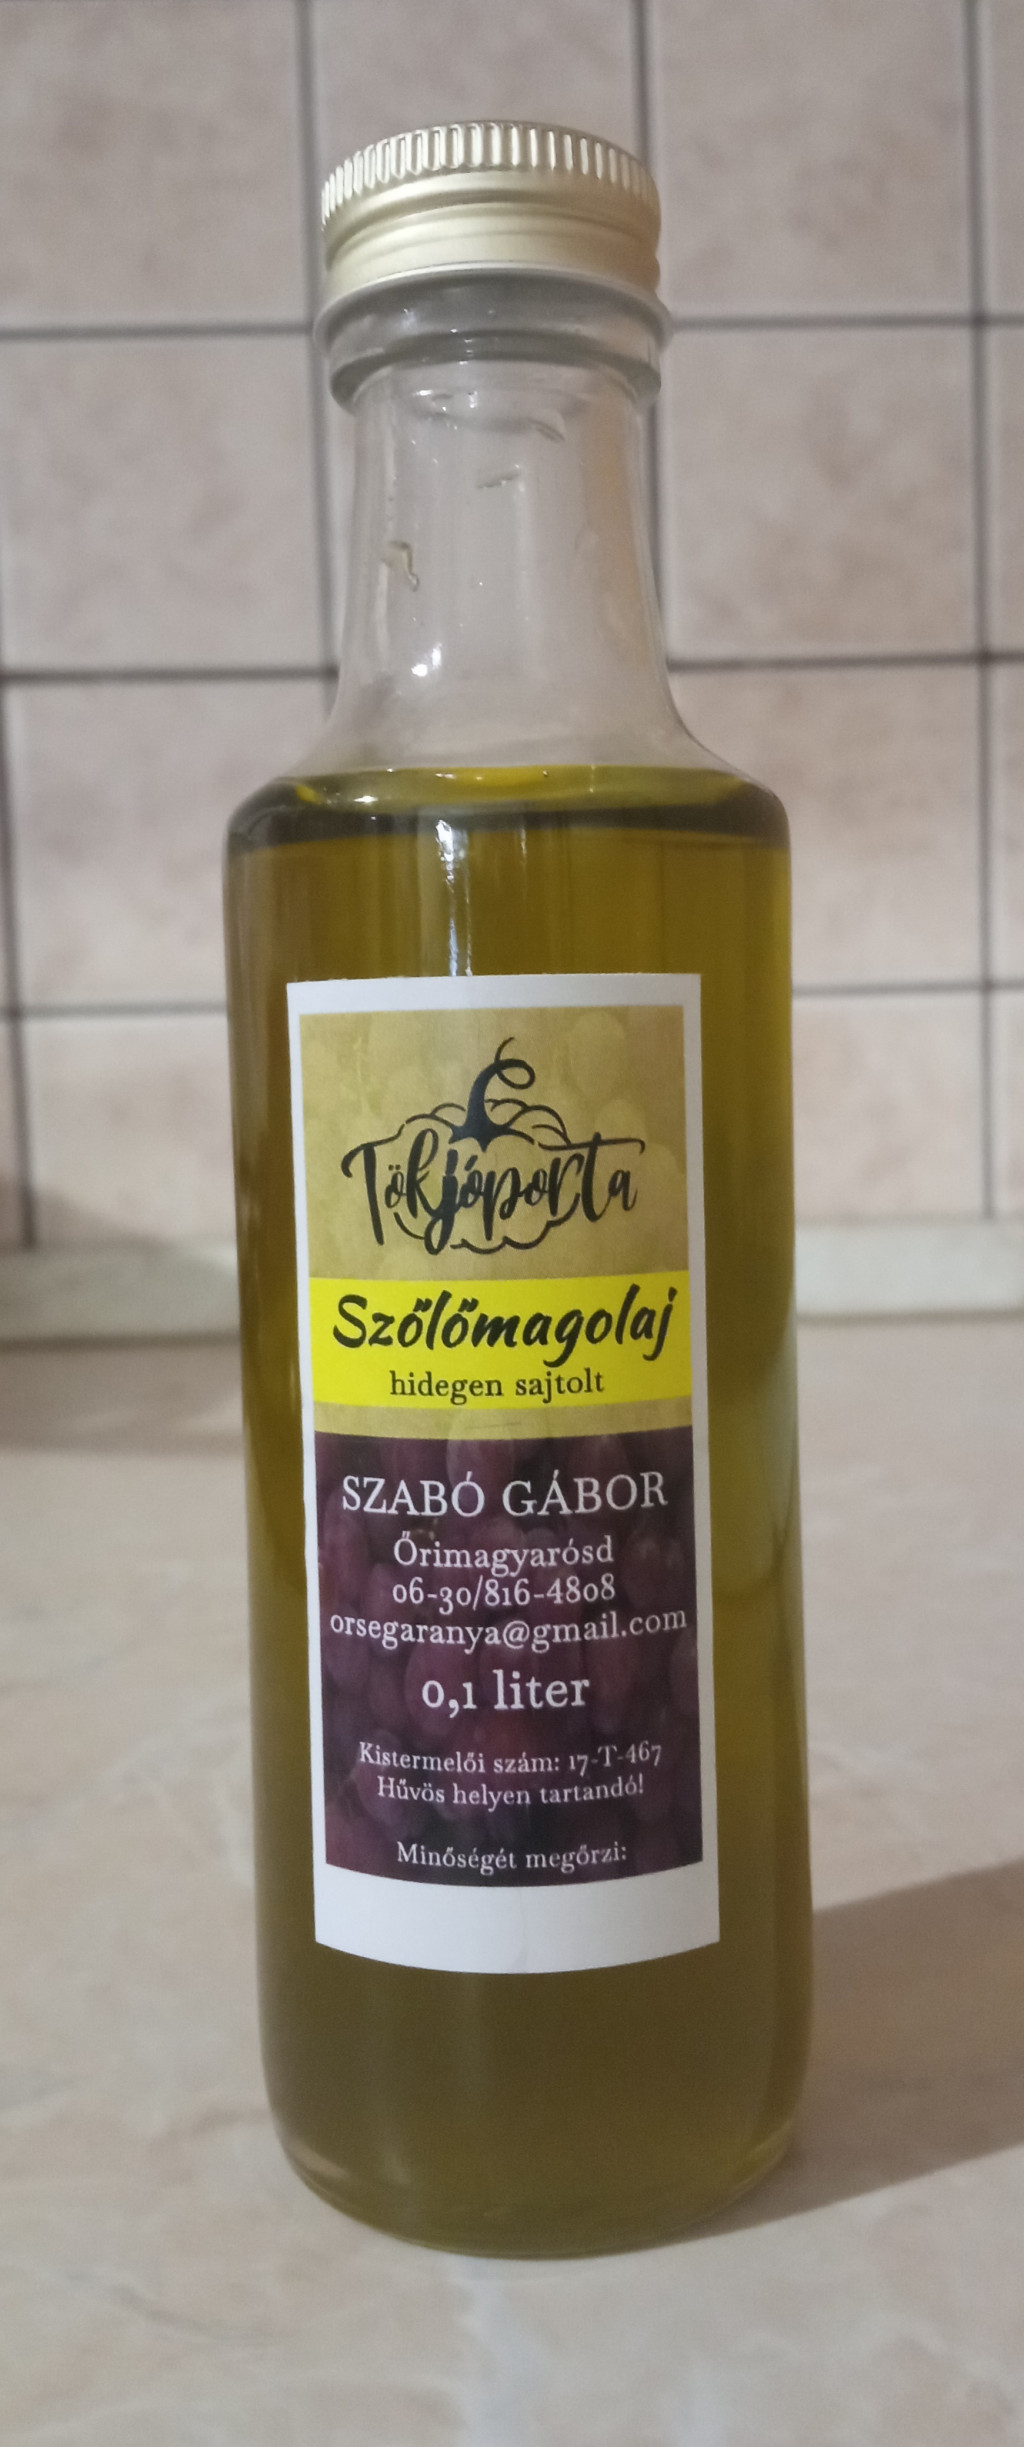 Tökjóporta
Szőlőmagolaj
hidegen sajtolt
SZABÓ GÁBOR
Őrimagyarósd
06-30/816-4808
orsegaranya@gmail.com
0,1 liter
Kistermelői szám: 17-T-467
Hűvös helyen tartandó!
Minőségét megőrzi: